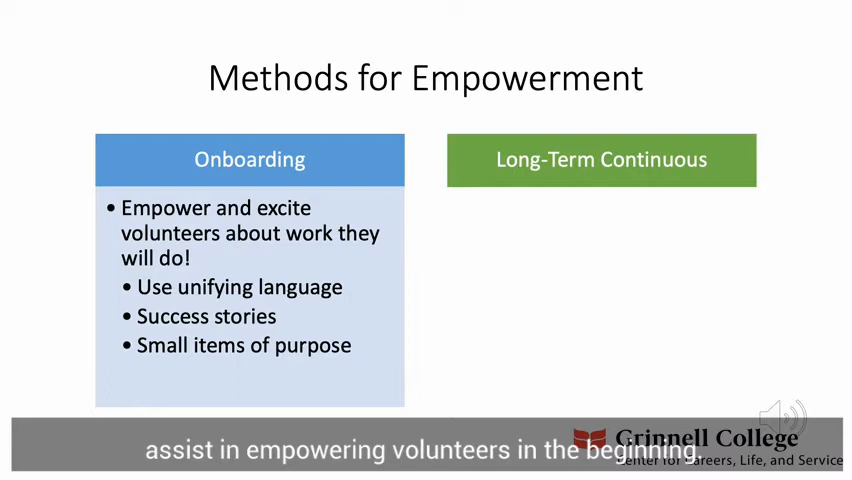 Methods for Empowerment
Onboarding
• Empower and excite
volunteers about work they
will do!
• Use unifying language
• Success stories
• Small items of purpose
Long-Term Continuous
Grinnell College
Center for Careers, Life, and Service
assist in empowering volunteers in the beginning.